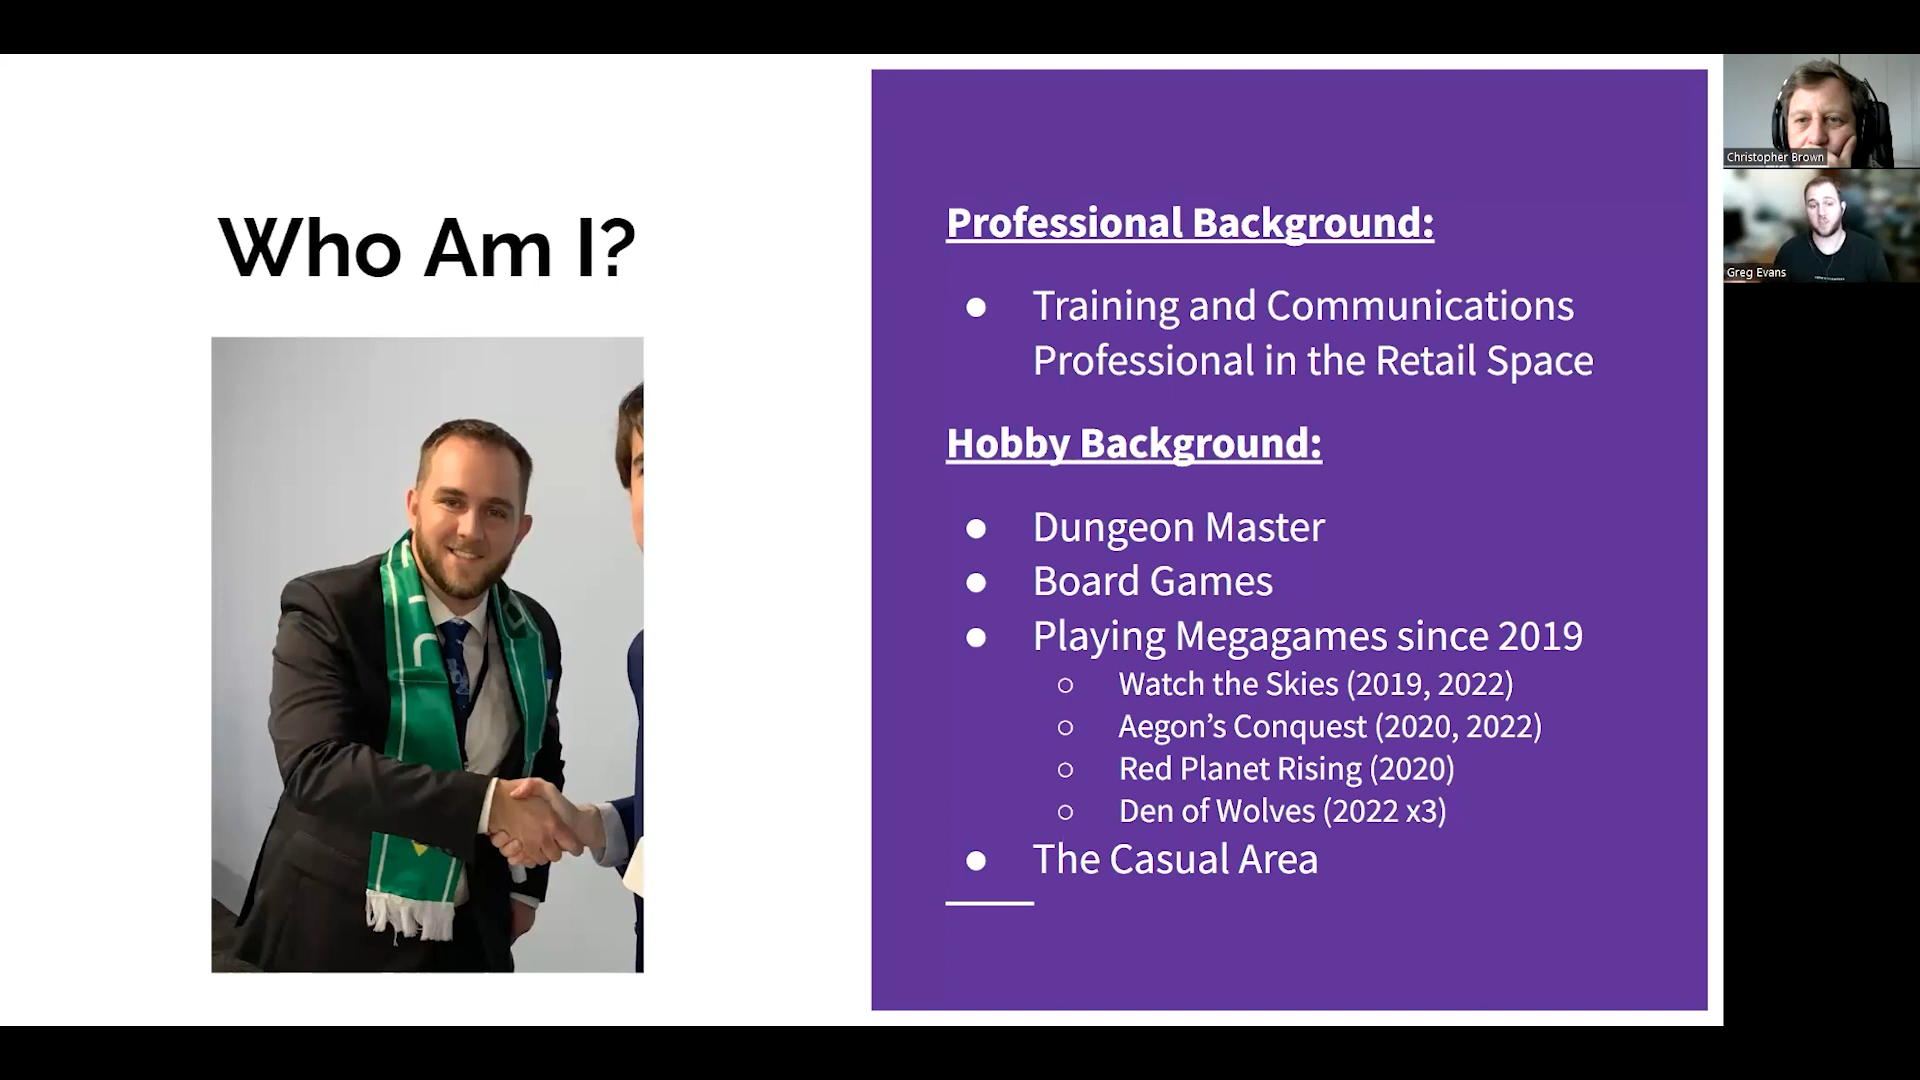 Who Am I?
Professional Background:
Training and Communications
Professional in the Retail Space
Hobby Background:
Dungeon Master
Board Games
Playing Megagames since 2019
Watch the Skies (2019, 2022)
Aegon’s Conquest (2020, 2022)
Red Planet Rising (2020)
Den of Wolves (2022 x3)
The Casual Area
Christopher Brown
Greg Evans